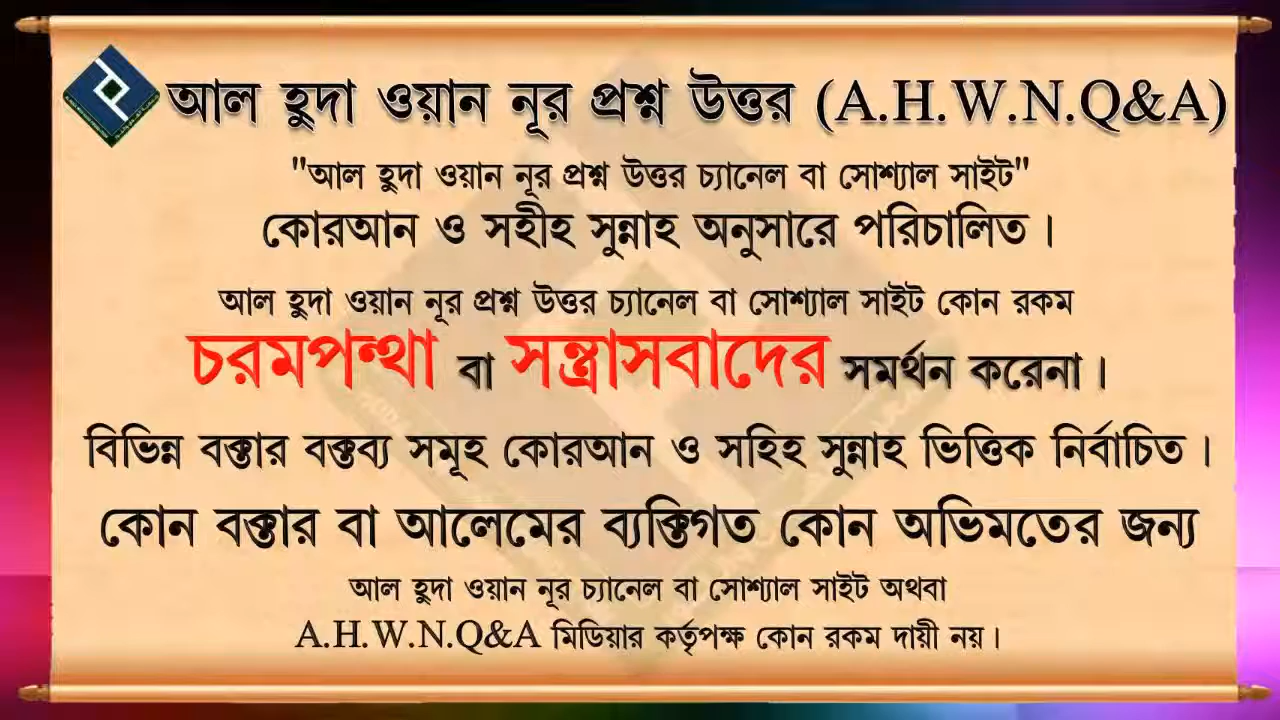 আল হুদা ওয়ান নূর প্রশ্ন উত্তর (A.H.W.N.Q&A)
"আল হুদা ওয়ান নূর প্রশ্ন উত্তর চ্যানেল বা সোশ্যাল সাইট"
কোরআন ও সহীহ সুন্নাহ অনুসারে পরিচালিত ।
আল হুদা ওয়ান নূর প্রশ্ন উত্তর চ্যানেল বা সোশ্যাল সাইট কোন রকম
চরমপন্থা বা সন্ত্রাসবাদের সমর্থন করেনা ।
বিভিন্ন বক্তার বক্তব্য সমূহ কোরআন ও সহিহ সুন্নাহ ভিত্তিক নির্বাচিত ।
কোন বক্তার বা আলেমের ব্যক্তিগত কোন অভিমতের জন্য
আল হুদা ওয়ান নূর চ্যানেল বা সোশ্যাল সাইট অথবা
A.H.W.N.Q&A মিডিয়ার কর্তৃপক্ষ কোন রকম দায়ী নয় ।